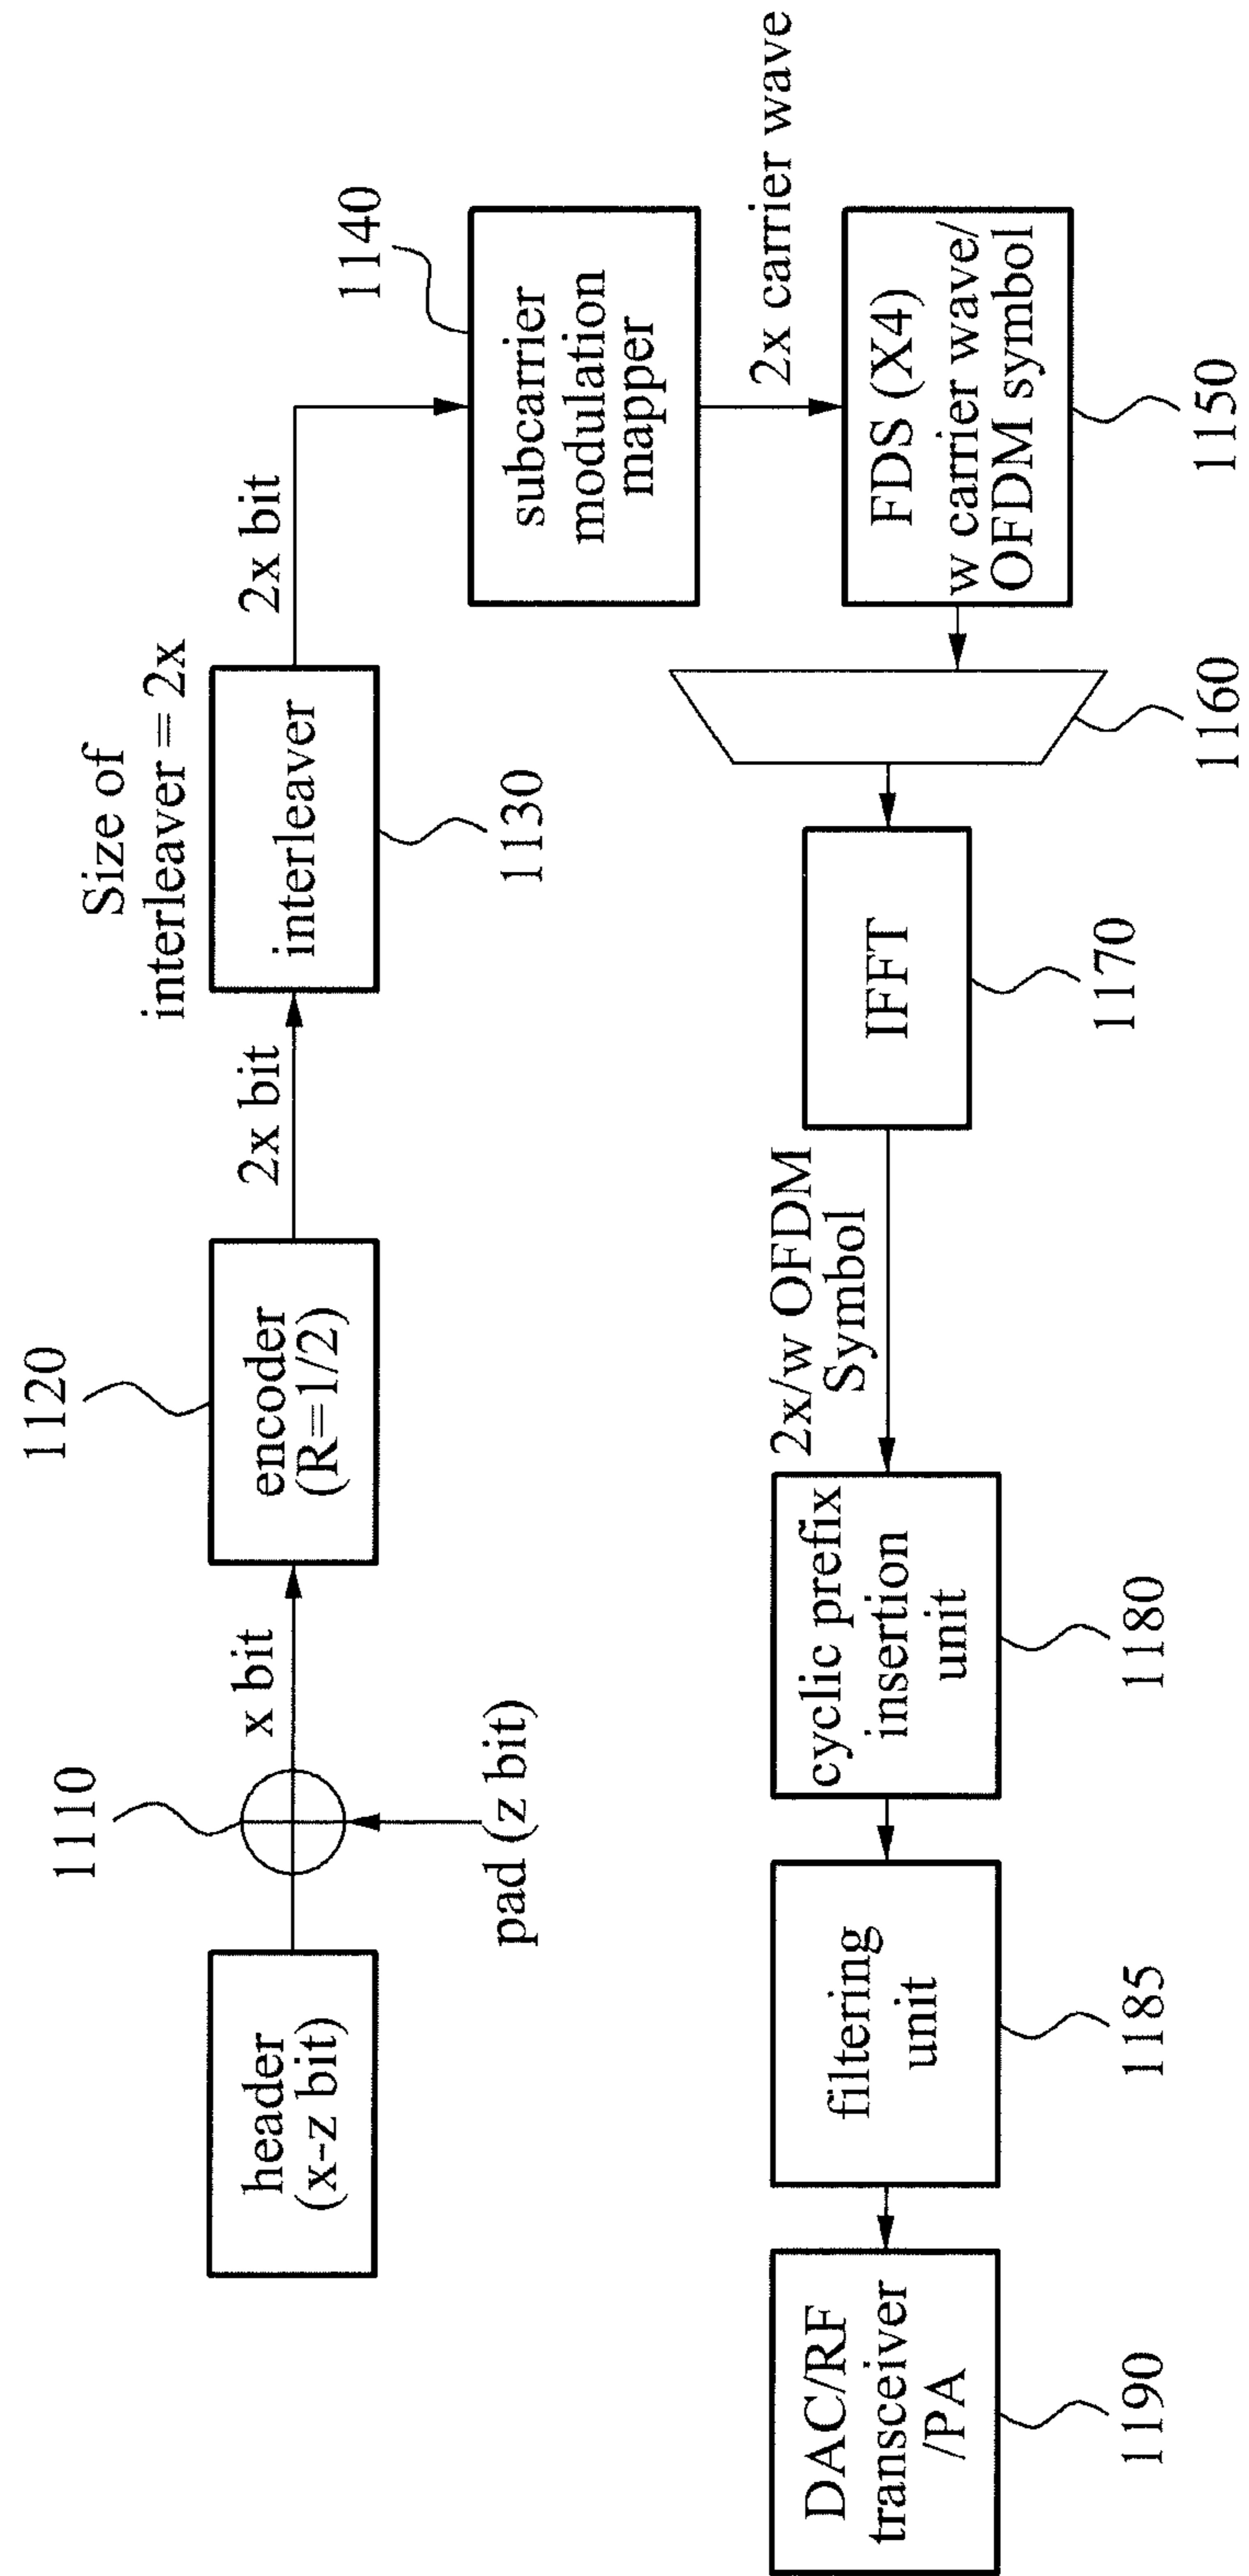 header
(x-z bit)
1110
pad (z bit)
x bit
1120
encoder
(R=1/2)
2x bit
Size of
interleaver = 2x
interleaver
1130
2x bit
1140
subcarrier
modulation
mapper
2x carrier wave
FDS (X4)
w carrier wave/
OFDM symbol
1150
1160
IFFT
1170
2x/w OFDM
Symbol
cyclic prefix
insertion
unit
1180
filtering
unit
1185
DAC/RF
transceiver
/PA
1190